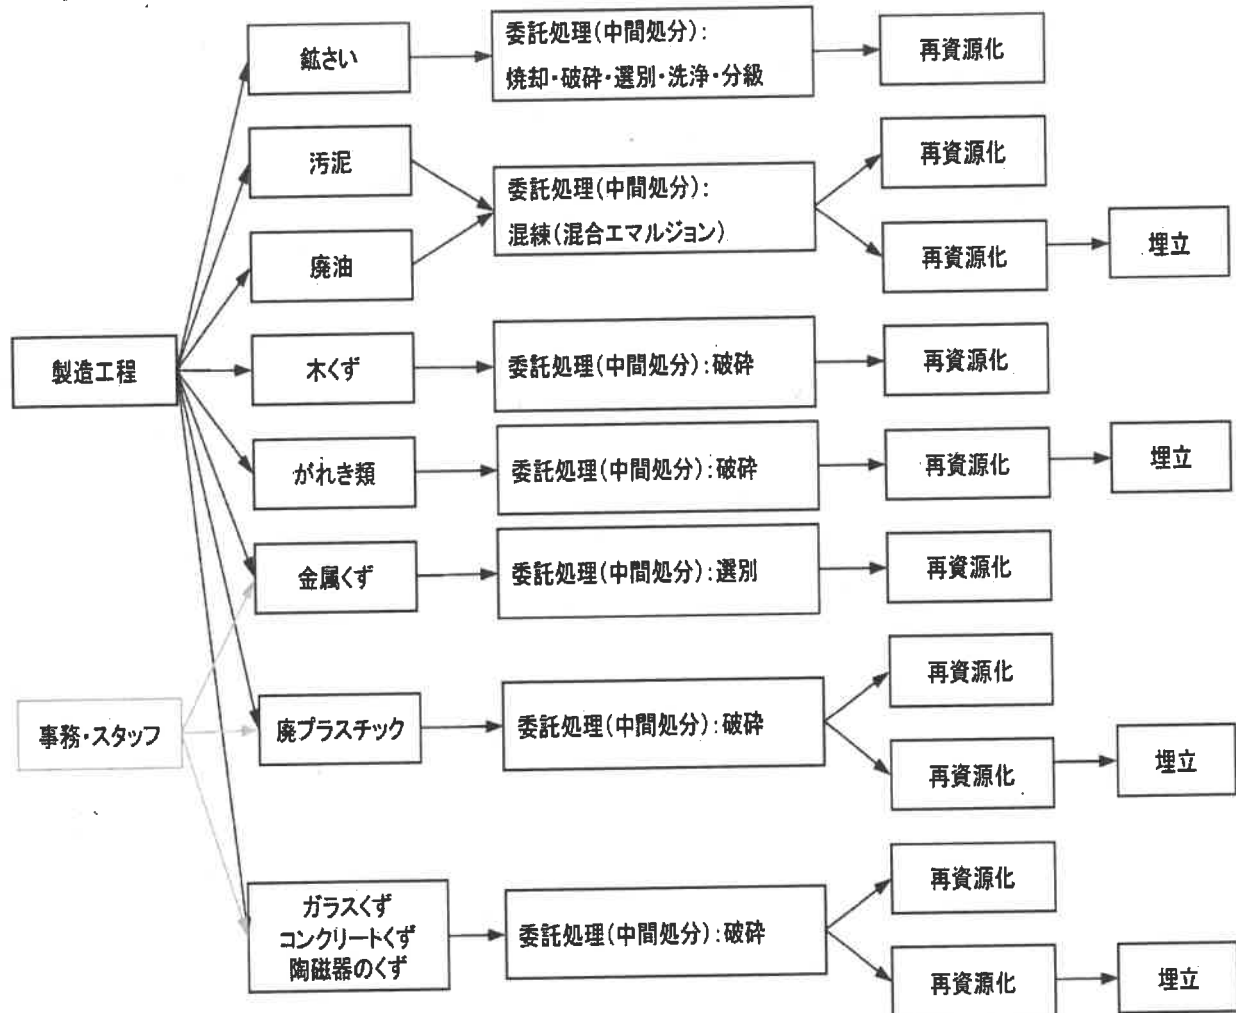 鉱さい
委託処理(中間処分):
焼却・破砕・選別・洗浄・分級
再資源化
汚泥
委託処理(中間処分):
混練(混合エマルジョン)
再資源化
廃油
再資源化
埋立
製造工程
木くず
委託処理(中間処分):破砕
再資源化
がれき類
委託処理(中間処分):破砕
再資源化
埋立
金属くず
委託処理(中間処分):選別
再資源化
事務・スタッフ
廃プラスチック
委託処理(中間処分):破砕
再資源化
再資源化
埋立
ガラスくず
コンクリートくず
陶磁器のくず
委託処理(中間処分):破砕
再資源化
再資源化
埋立